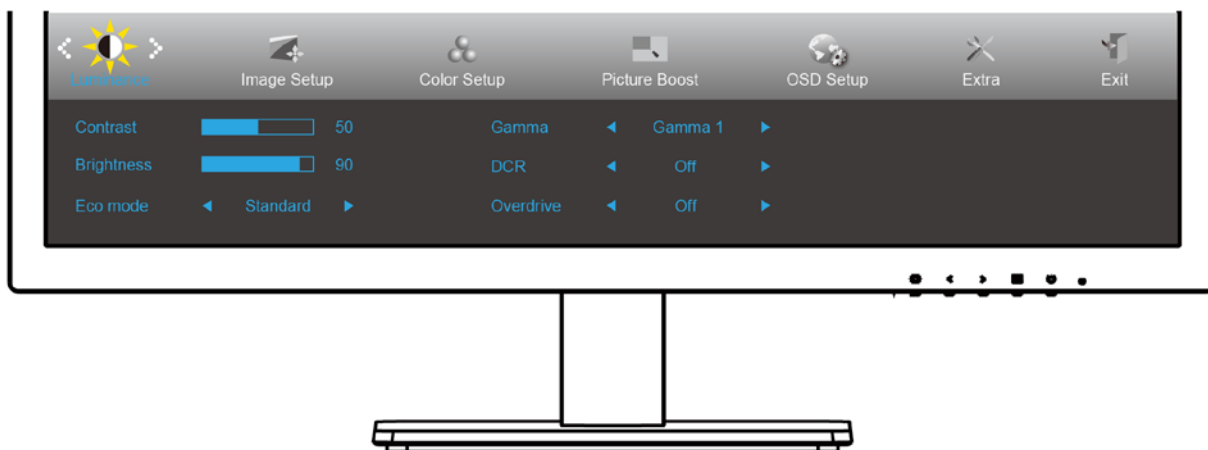 Luminance Image Setup Color Setup Picture Boost OSD Setup Extra Exit
Contrast 50 Gamma Gamma 1
Brightness 90 DCR Off
Eco mode Standard Overdrive Off